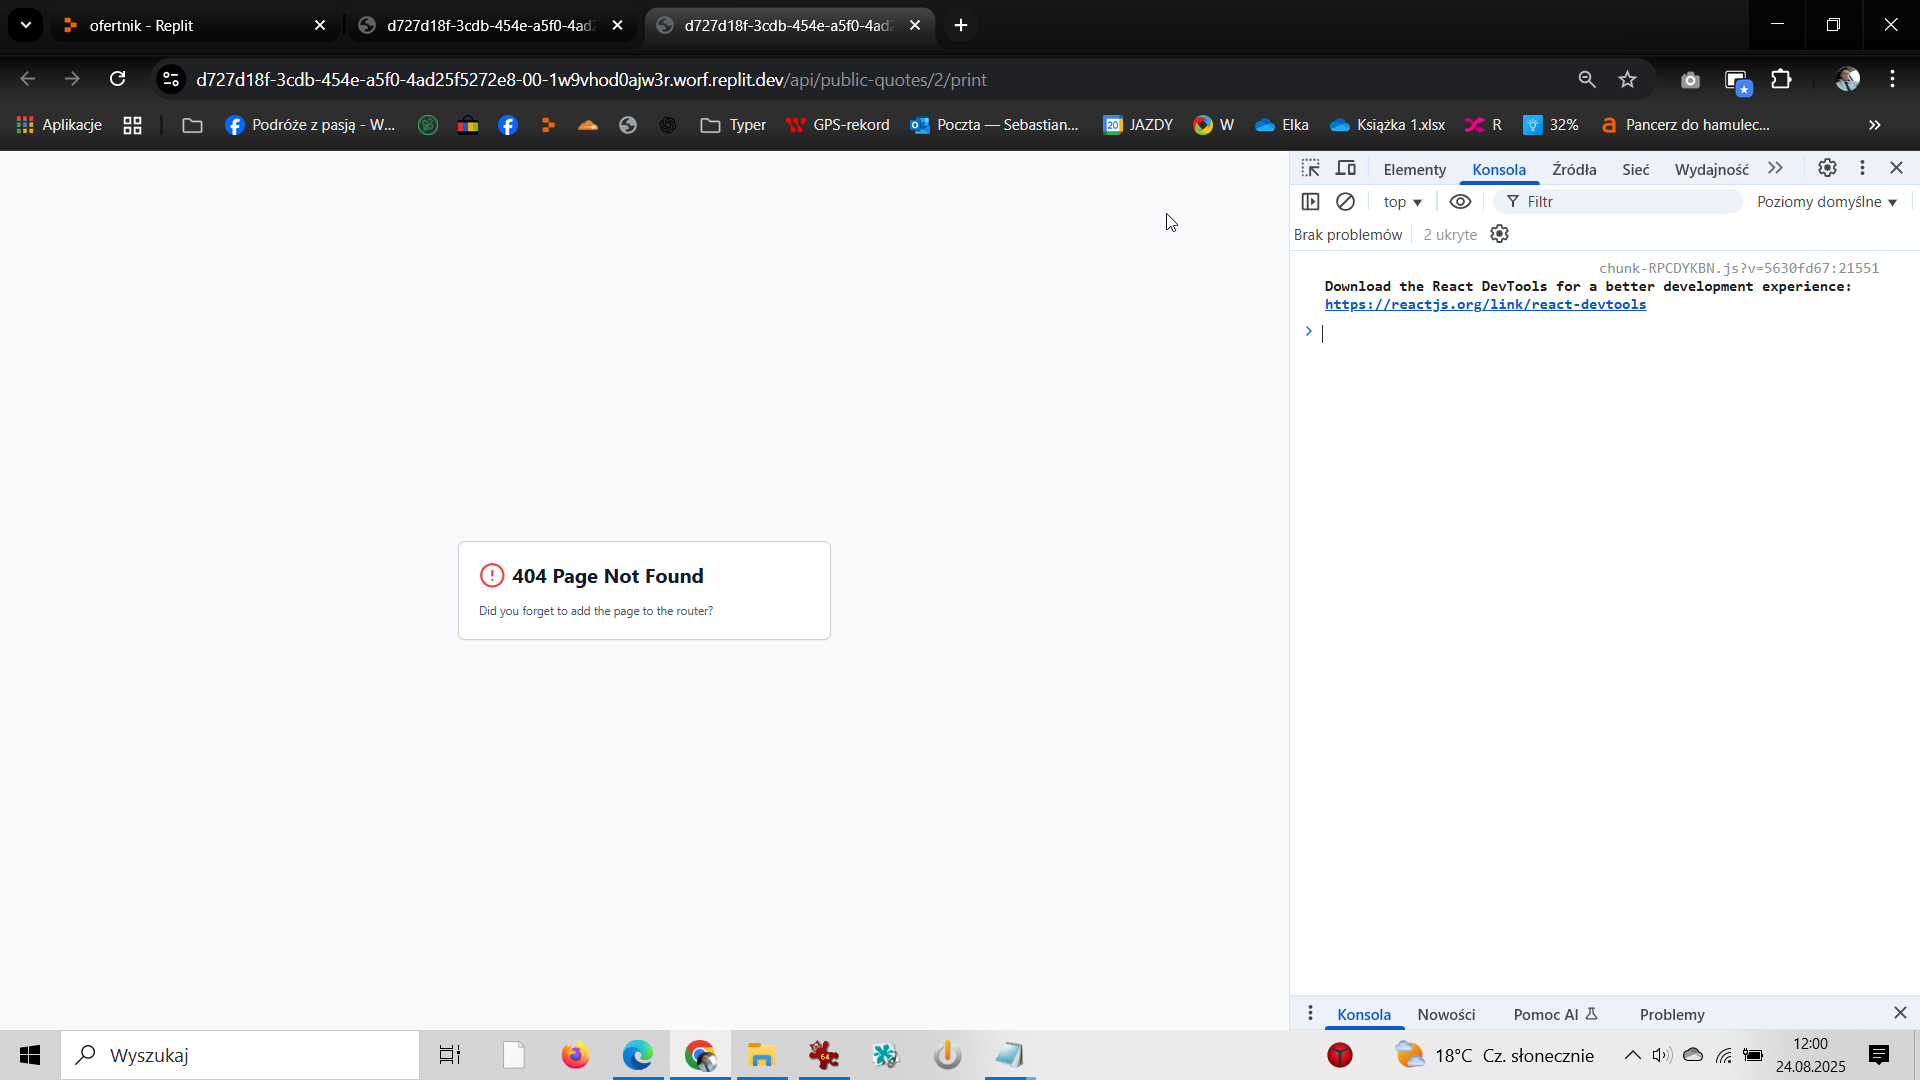 ofertnik - Replit
d727d18f-3cdb-454e-a5f0-4ad
d727d18f-3cdb-454e-a5f0-4ad
d727d18f-3cdb-454e-a5f0-4ad25f5272e8-00-1w9vhod0ajw3r.worf.replit.dev/api/public-quotes/2/print
Aplikacje
Podróże z pasją - W...
Typer
GPS-rekord
Poczta — Sebastian...
20
JAZDY
W
Elka
Książka 1.xlsx
R
32%
Pancerz do hamulec...
Elementy
Konsola
Źródła
Sieć
Wydajność
top
Filtr
Poziomy domyślne
Brak problemów
2 ukryte
chunk-RPCDYKBN.js?v=5630fd67:21551
Download the React DevTools for a better development experience:
https://reactjs.org/link/react-devtools
404 Page Not Found
Did you forget to add the page to the router?
Konsola
Nowości
Pomoc AI
Problemy
Wyszukaj
64
18°C Cz. słonecznie
12:00
24.08.2025